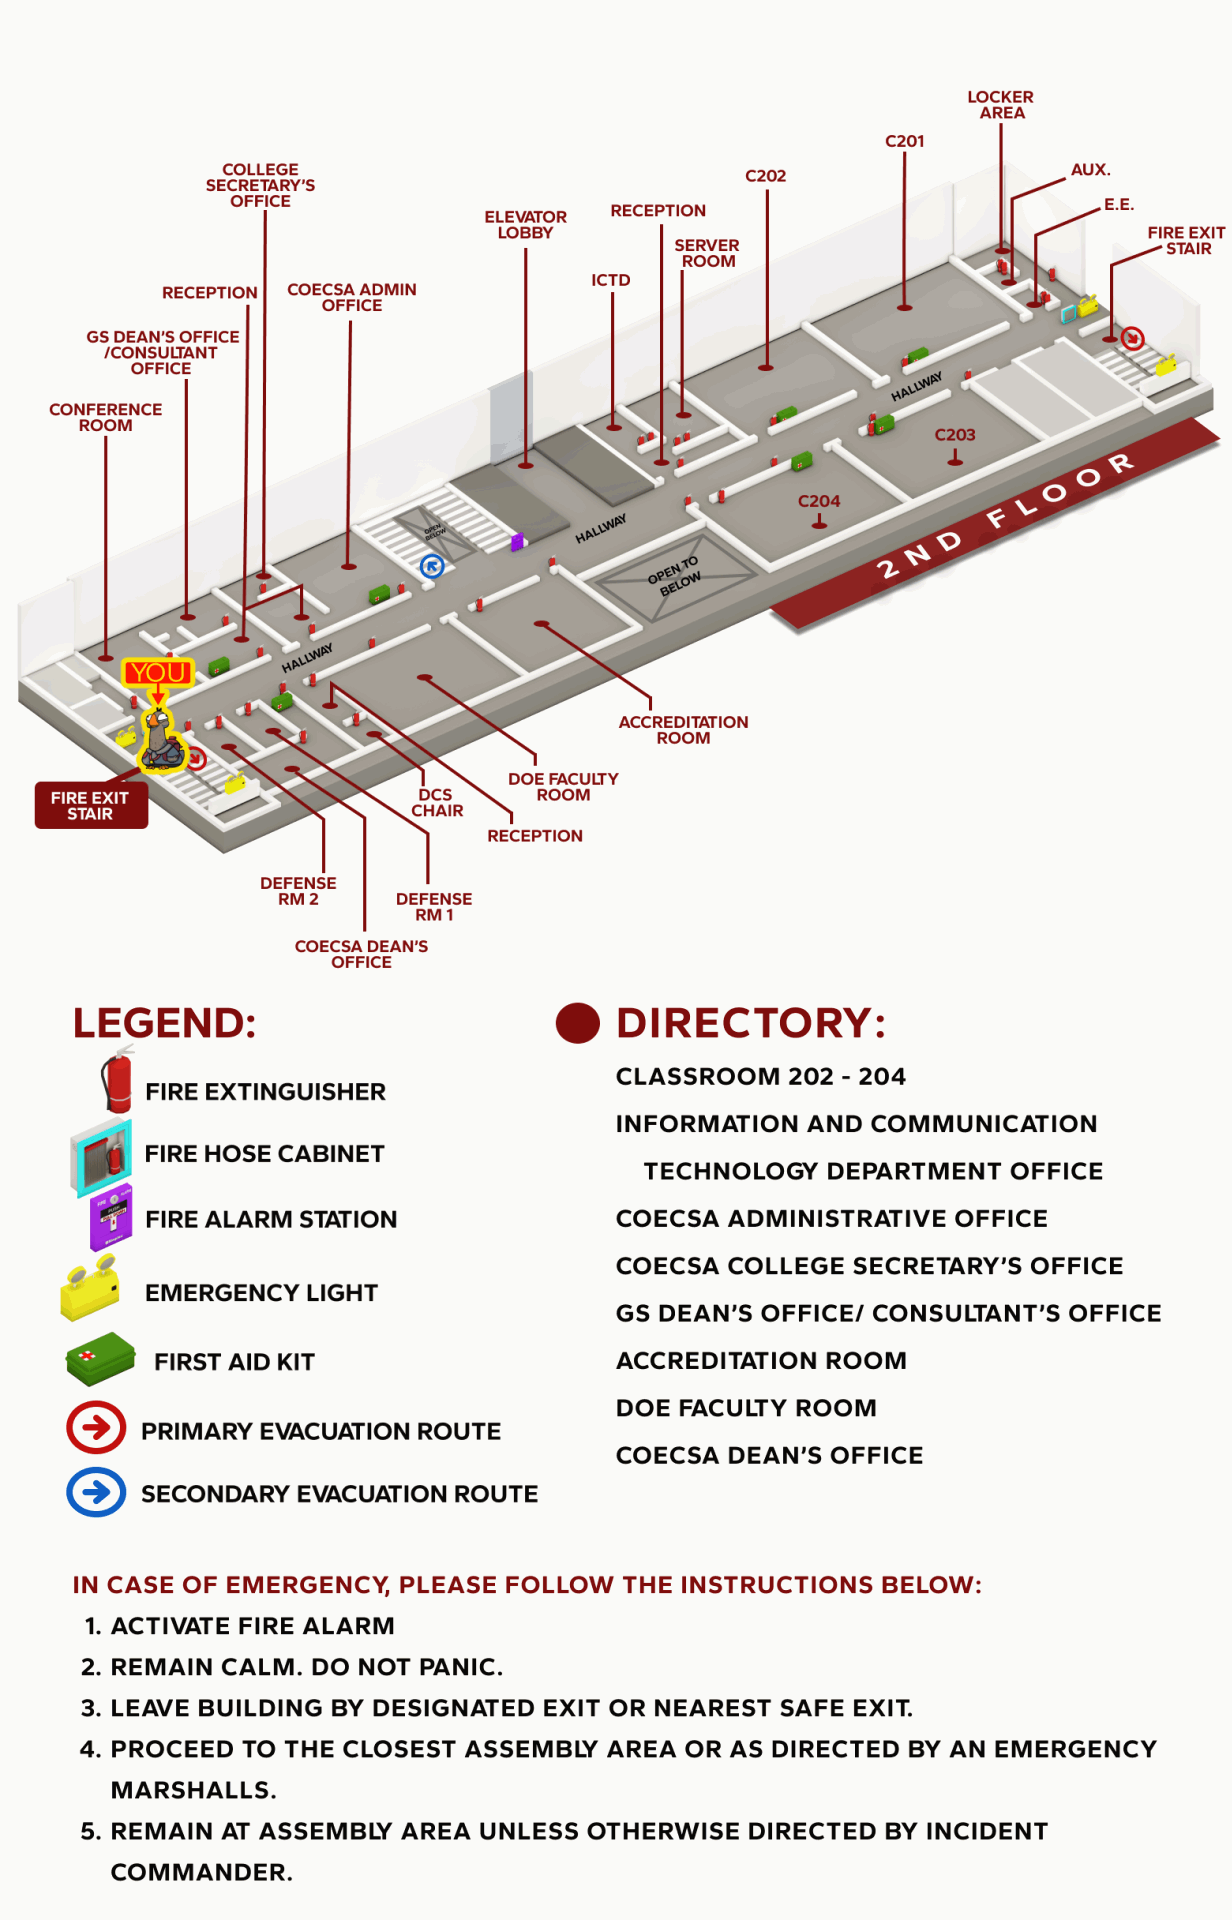 LOCKER
AREA
C201
AUX.
COLLEGE
SECRETARY'S
OFFICE
C202
E.E.
ELEVATOR
LOBBY
RECEPTION
FIRE EXIT
STAIR
SERVER
ROOM
ICTD
RECEPTION
COECSA ADMIN
OFFICE
GS DEAN'S OFFICE
/CONSULTANT
OFFICE
CONFERENCE
ROOM
HALLWAY
C203
2ND FLOOR
C204
OPEN
BELOW
HALLWAY
OPEN TO
BELOW
HALLWAY
YOU
ACCREDITATION
ROOM
FIRE EXIT
STAIR
DOE FACULTY
ROOM
DCS
CHAIR
RECEPTION
DEFENSE
RM 2
DEFENSE
RM 1
COECSA DEAN'S
OFFICE
LEGEND:
FIRE EXTINGUISHER
FIRE HOSE CABINET
FIRE ALARM STATION
EMERGENCY LIGHT
FIRST AID KIT
PRIMARY EVACUATION ROUTE
SECONDARY EVACUATION ROUTE
DIRECTORY:
CLASSROOM 202 - 204
INFORMATION AND COMMUNICATION
TECHNOLOGY DEPARTMENT OFFICE
COECSA ADMINISTRATIVE OFFICE
COECSA COLLEGE SECRETARY'S OFFICE
GS DEAN'S OFFICE/ CONSULTANT'S OFFICE
ACCREDITATION ROOM
DOE FACULTY ROOM
COECSA DEAN'S OFFICE
IN CASE OF EMERGENCY, PLEASE FOLLOW THE INSTRUCTIONS BELOW:
1. ACTIVATE FIRE ALARM
2. REMAIN CALM. DO NOT PANIC.
3. LEAVE BUILDING BY DESIGNATED EXIT OR NEAREST SAFE EXIT.
4. PROCEED TO THE CLOSEST ASSEMBLY AREA OR AS DIRECTED BY AN EMERGENCY
MARSHALLS.
5. REMAIN AT ASSEMBLY AREA UNLESS OTHERWISE DIRECTED BY INCIDENT
COMMANDER.